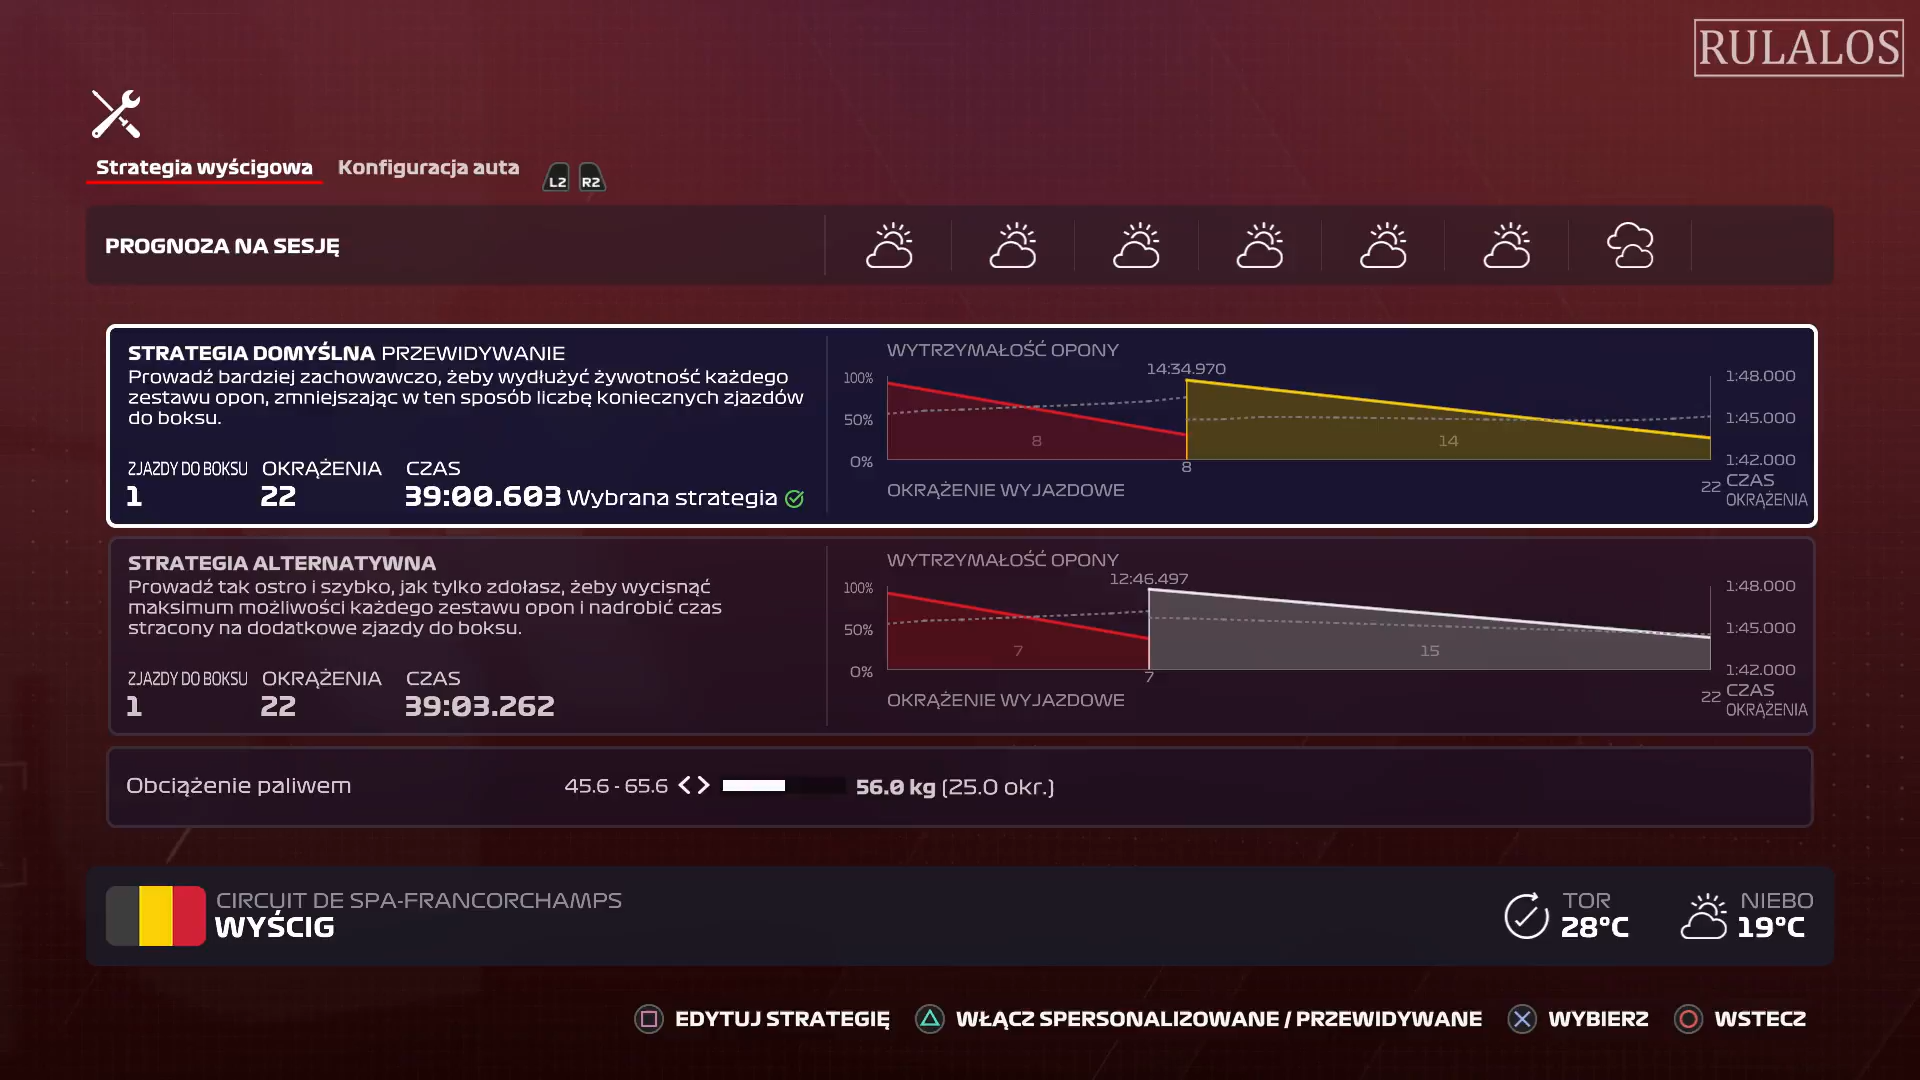 RULALOS
Strategia wyścigowa Konfiguracja auta L2 R2
PROGNOZA NA SESJĘ
STRATEGIA DOMYŚLNA PRZEWIDYWANIE
Prowadź bardziej zachowawczo, żeby wydłużyć żywotność każdego
zestawu opon, zmniejszając w ten sposób liczbę koniecznych zjazdów
do boksu.
ZJAZDY DO BOKSU OKRĄŻENIA CZAS
1 22 39:00.603 Wybrana strategia
WYTRZYMAŁOŚĆ OPONY
14:34.970
100% 1:48.000
50% 1:45.000
8 14
0% 1:42.000
8
22 CZAS
OKRĄŻENIA
OKRĄŻENIE WYJAZDOWE
STRATEGIA ALTERNATYWNA
Prowadź tak ostro i szybko, jak tylko zdołasz, żeby wycisnąć
maksimum możliwości każdego zestawu opon i nadrobić czas
stracony na dodatkowe zjazdy do boksu.
ZJAZDY DO BOKSU OKRĄŻENIA CZAS
1 22 39:03.262
WYTRZYMAŁOŚĆ OPONY
12:46.497
100% 1:48.000
50% 1:45.000
7 15
0% 1:42.000
7
22 CZAS
OKRĄŻENIA
OKRĄŻENIE WYJAZDOWE
Obciążenie paliwem 45.6 - 65.6 < > 56.0 kg (25.0 okr.)
CIRCUIT DE SPA-FRANCORCHAMPS
WYŚCIG
TOR
28°C
NIEBO
19°C
EDYTUJ STRATEGIĘ WŁĄCZ SPERSONALIZOWANE / PRZEWIDYWANE WYBIERZ WSTECZ